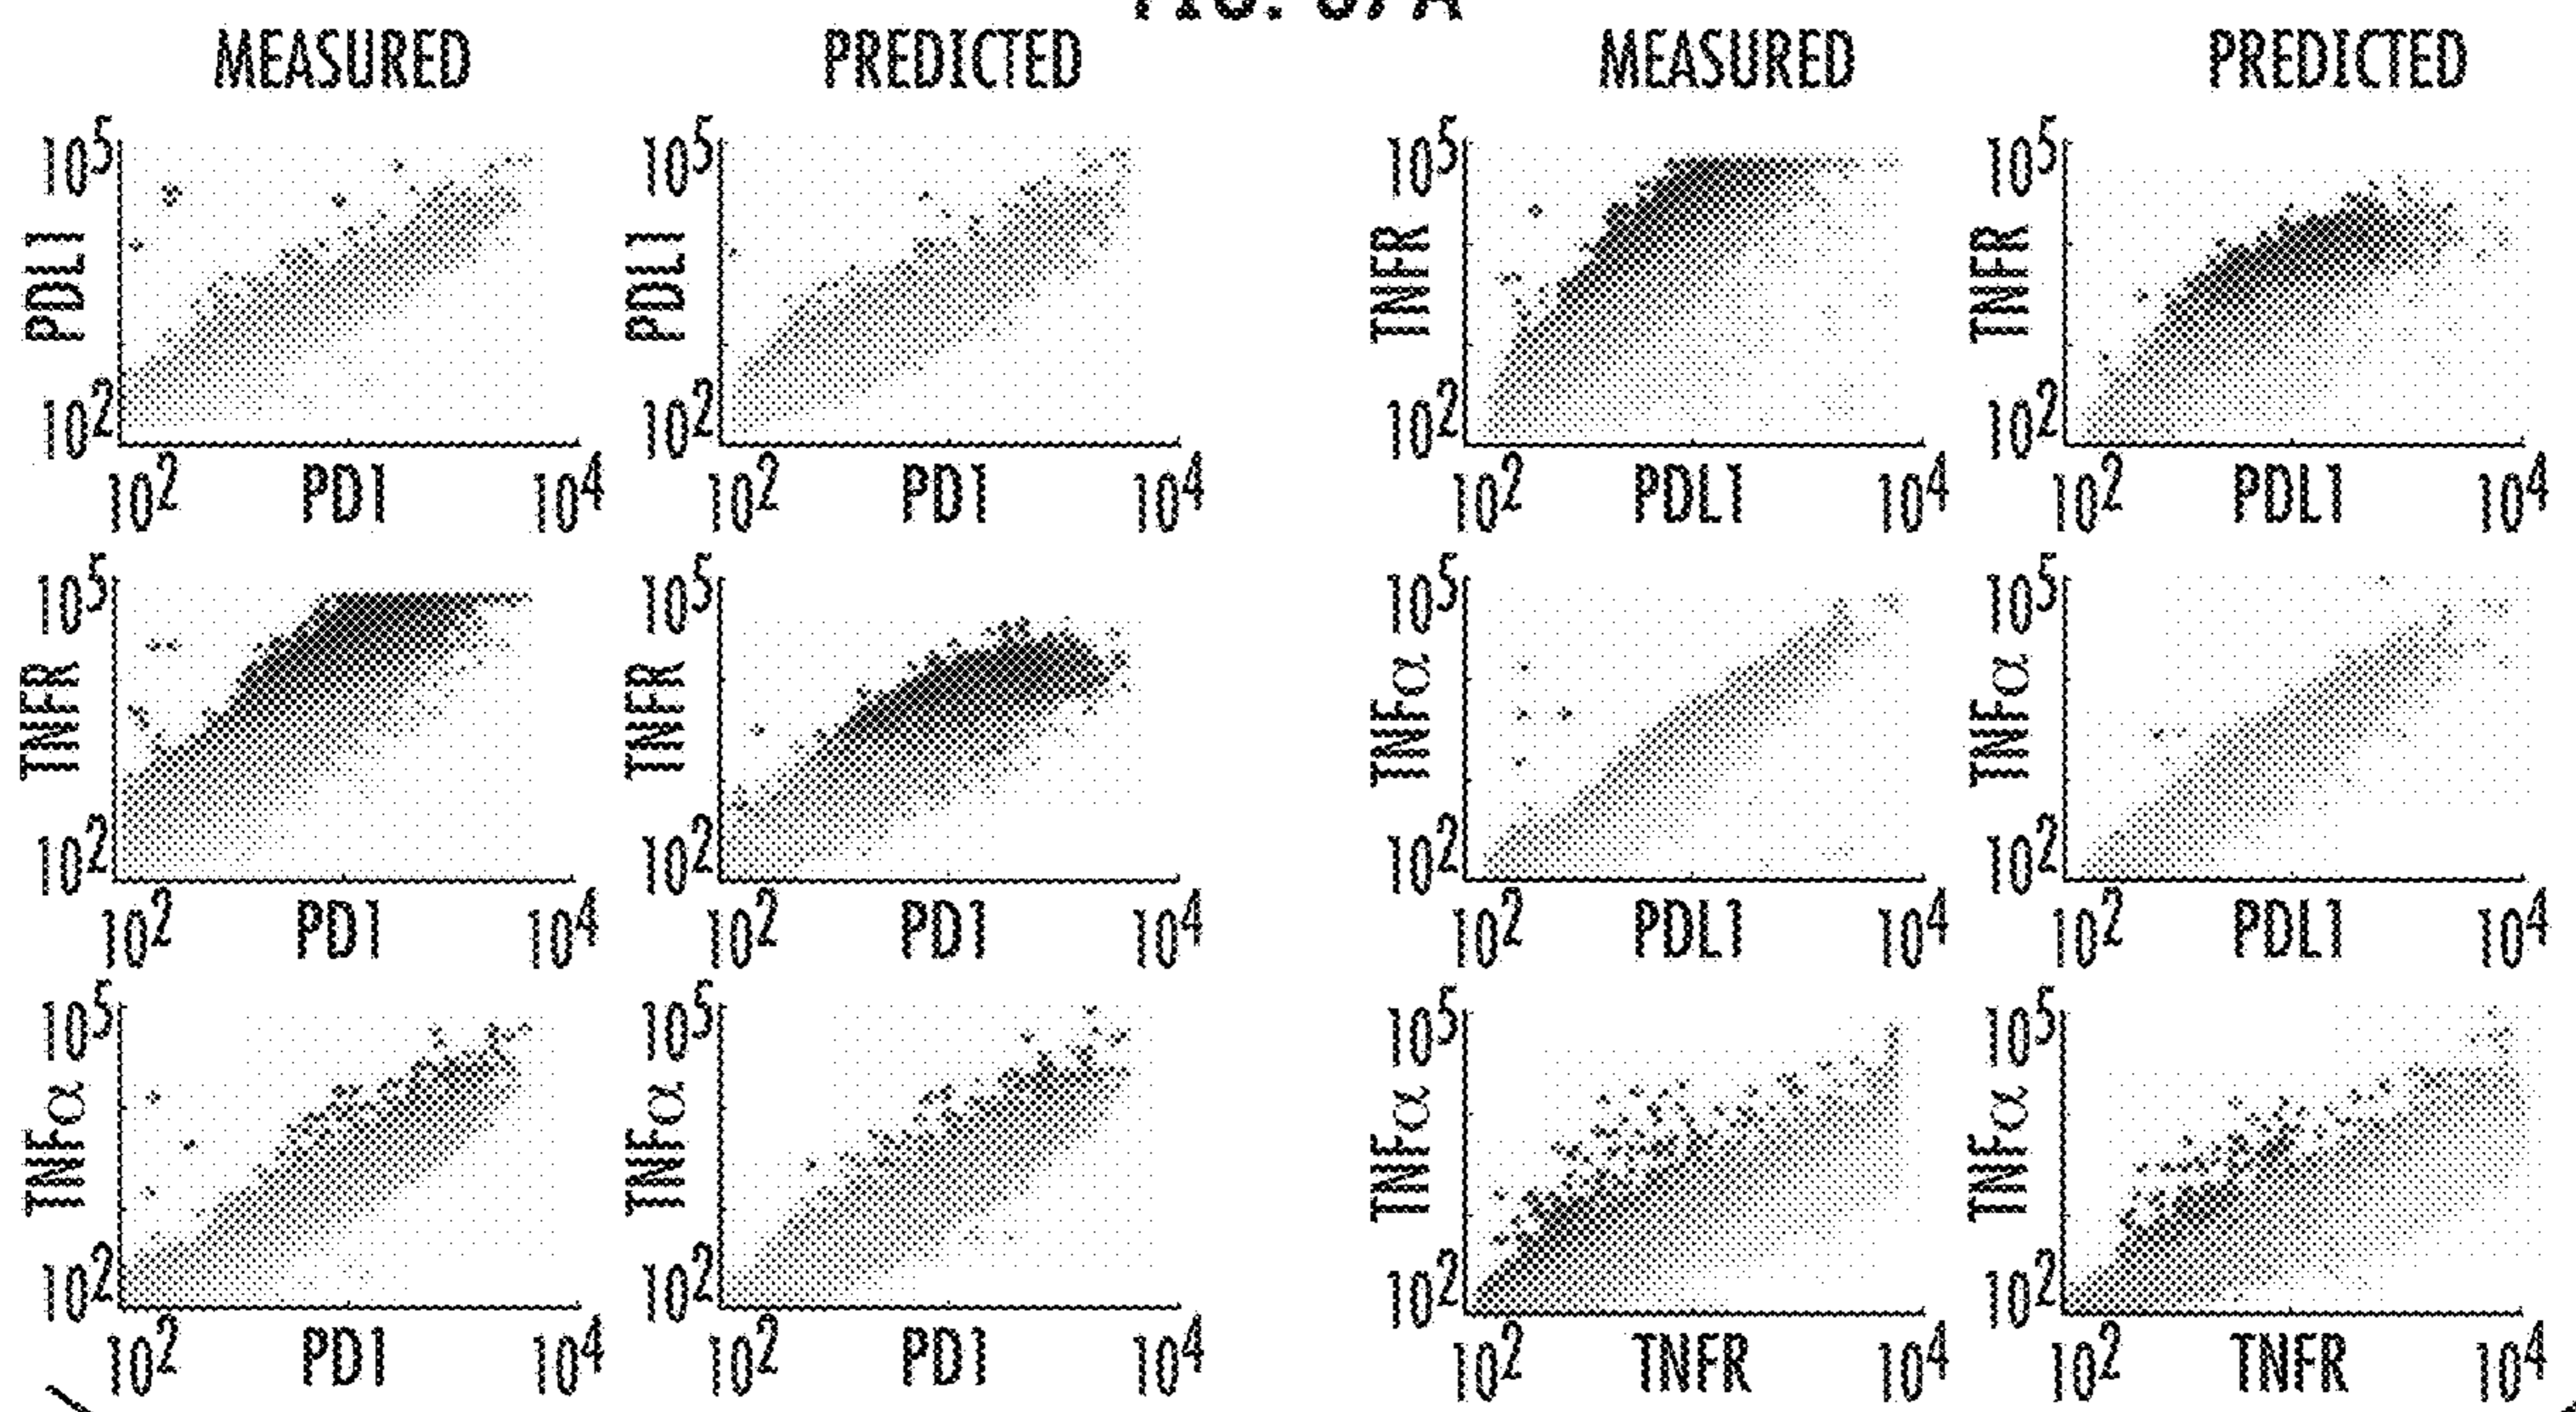 MEASURED PREDICTED MEASURED PREDICTED
10^5 10^5 10^5 10^5
PDL1 PDL1 TNFR TNFR
10^2 10^2 10^2 10^2
10^2 PD1 10^4 10^2 PD1 10^4 10^2 PDL1 10^4 10^2 PDL1 10^4
10^5 10^5 10^5 10^5
TNFR TNFR TNFα TNFα
10^2 10^2 10^2 10^2
10^2 PD1 10^4 10^2 PD1 10^4 10^2 PDL1 10^4 10^2 PDL1 10^4
10^5 10^5 10^5 10^5
TNFα TNFα TNFα TNFα
10^2 10^2 10^2 10^2
10^2 PD1 10^4 10^2 PD1 10^4 10^2 TNFR 10^4 10^2 TNFR 10^4